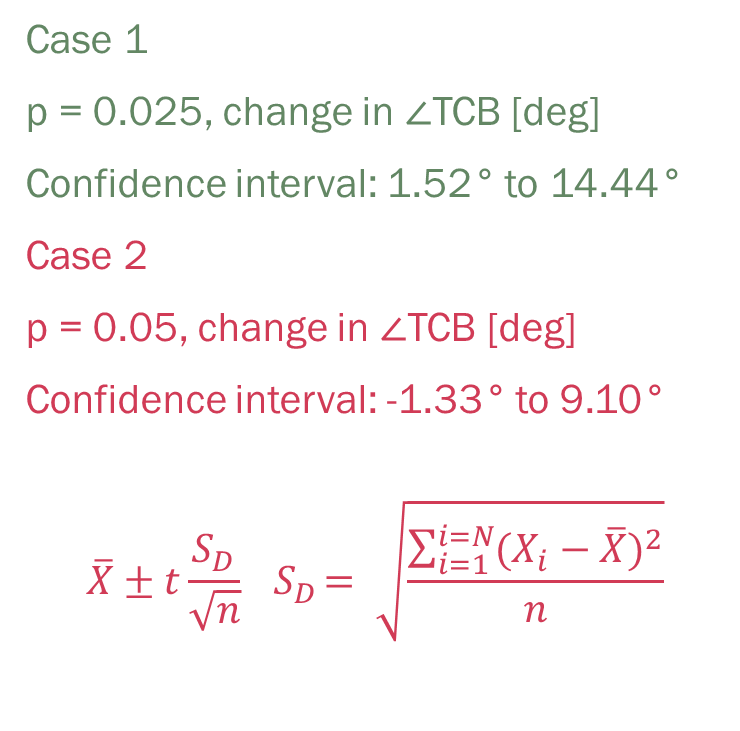 Case 1
p = 0.025, change in ∠TCB [deg]
Confidence interval: 1.52° to 14.44°
Case 2
p = 0.05, change in ∠TCB [deg]
Confidence interval: -1.33° to 9.10°
X̄ ± t S_D/√n   S_D = √(∑_{i=1}^{i=N}(X_i − X̄)²/n)